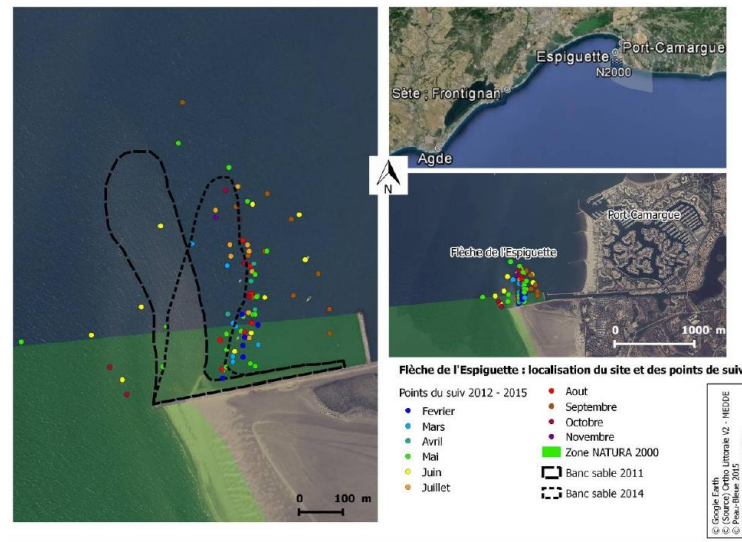 Espiguette
Port-Camargue
N2000
Sète ; Frontignan
Agde
N
Port-Camargue
Flèche de l'Espiguette
0 1000 m
0 100 m
Flèche de l'Espiguette : localisation du site et des points de suiv
Points du suiv 2012 - 2015
Fevrier
Mars
Avril
Mai
Juin
Juillet
Aout
Septembre
Octobre
Novembre
Zone NATURA 2000
Banc sable 2011
Banc sable 2014
© Google Earth
© (Source) Ortho Littorale V2 - MEDDE
© Peau-Bleue 2015